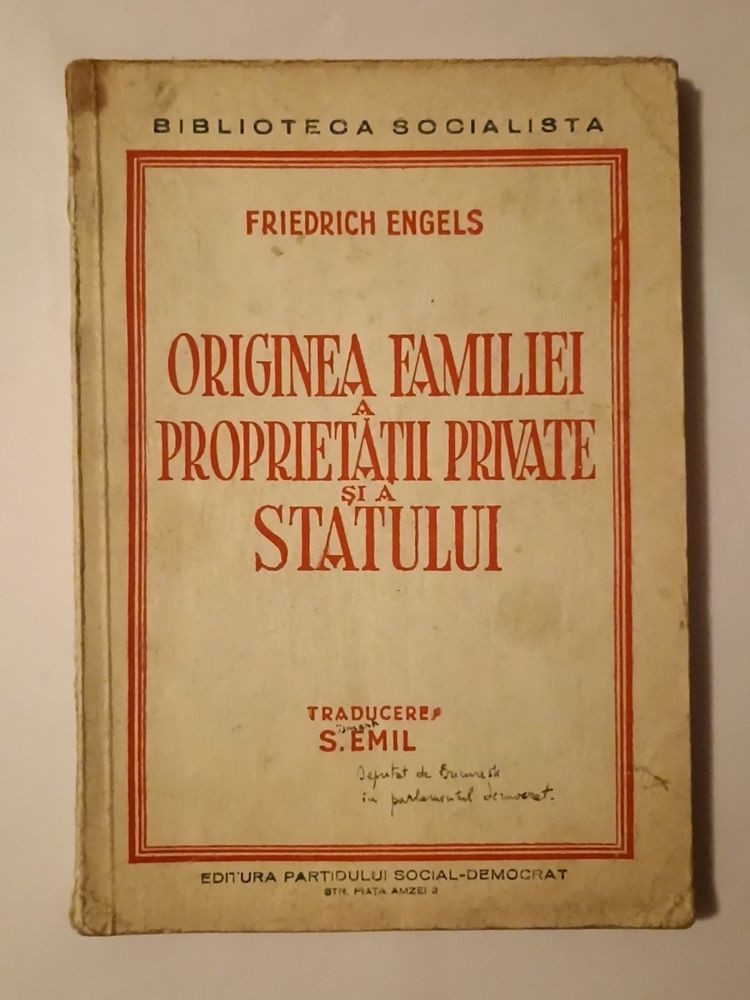 BIBLIOTECA SOCIALISTA
FRIEDRICH ENGELS
ORIGINEA FAMILIEI
A
PROPRIETĂȚII PRIVATE
ȘI A
STATULUI
TRADUCERE
S. EMIL
Deputat de București
in parlamentul democrat.
EDITURA PARTIDULUI SOCIAL-DEMOCRAT
STR. PIAȚA AMZEI 2